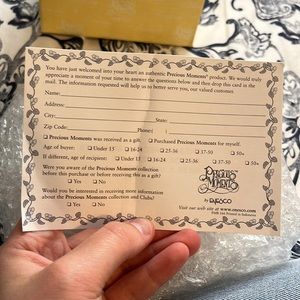 You have just welcomed into your heart an authentic Precious Moments® product. We would truly
appreciate a moment of your time to answer the questions below and then drop this card in the
mail. The information requested will help us to better serve you, our valued customer.
Name:
Address:
City: State:
Zip Code: Phone: ( )
☐ Precious Moments was received as a gift. ☐ Purchased Precious Moments for myself.
Age of buyer: ☐ Under 15 ☐ 16-24 ☐ 25-36 ☐ 37-50 ☐ 50+
If different, age of recipient: ☐ Under 15 ☐ 16-24 ☐ 25-36 ☐ 37-50 ☐ 50+
Were you aware of the Precious Moments collection
before this purchase or before receiving this as a gift?
☐ Yes ☐ No
Would you be interested in receiving more information
about the Precious Moments collection and Clubs?
☐ Yes ☐ No
PRECIOUS MOMENTS
by ENESCO
Visit our web site at www.enesco.com
Printed in Indonesia